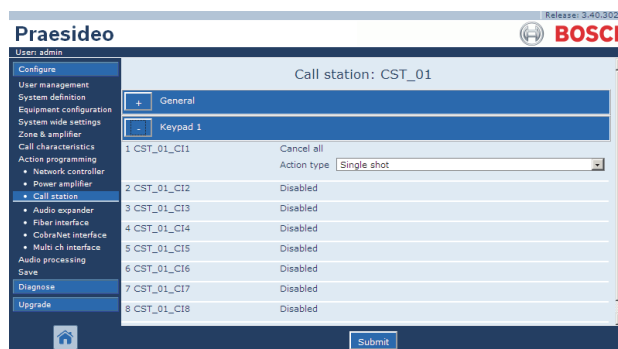 Release: 3.40.302
Praesideo
BOSC
User: admin
Configure
User management
System definition
Equipment configuration
System wide settings
Zone & amplifier
Call characteristics
Action programming
• Network controller
• Power amplifier
• Call station
• Audio expander
• Fiber interface
• CobraNet interface
• Multi ch interface
Audio processing
Save
Diagnose
Upgrade
Call station: CST_01
+ General
- Keypad 1
1 CST_01_CI1 Cancel all
Action type Single shot
2 CST_01_CI2 Disabled
3 CST_01_CI3 Disabled
4 CST_01_CI4 Disabled
5 CST_01_CI5 Disabled
6 CST_01_CI6 Disabled
7 CST_01_CI7 Disabled
8 CST_01_CI8 Disabled
Submit